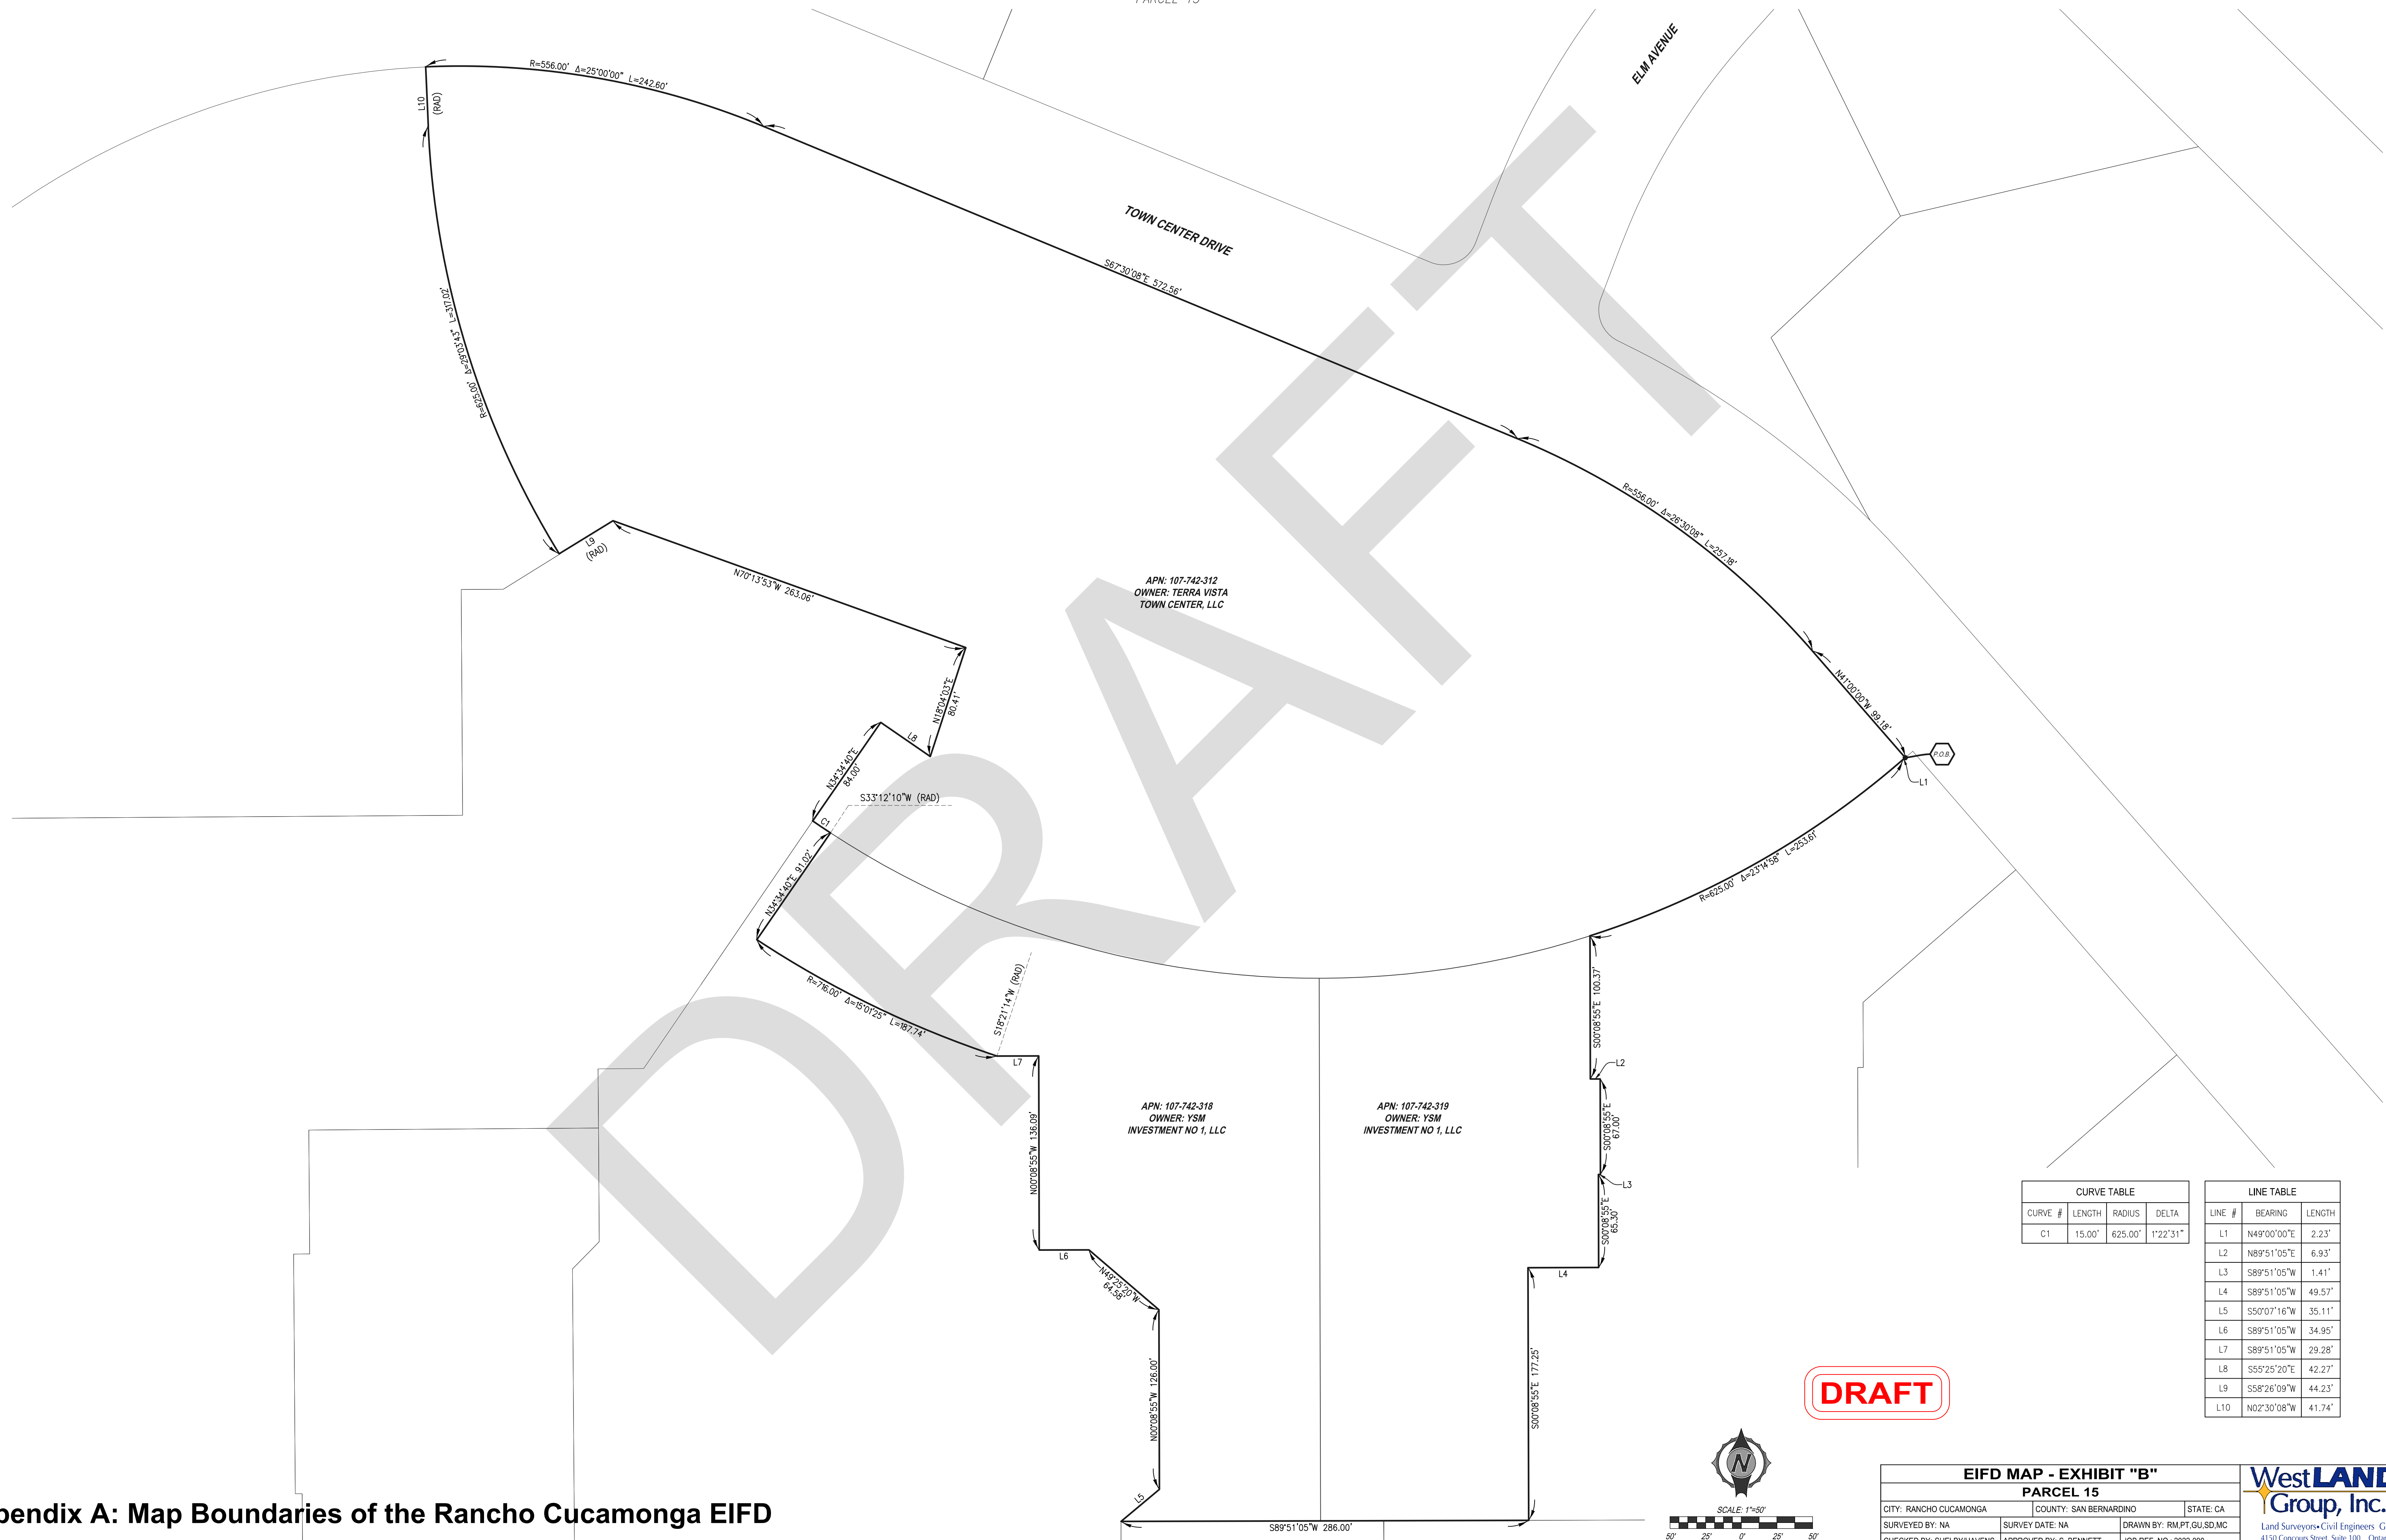 PARCEL 15
ELM AVENUE
R=556.00' Δ=25°00'00" L=242.60'
L10
(RAD)
TOWN CENTER DRIVE
S67°30'08"E 572.56'
R=625.00' Δ=29°03'43" L=317.02'
R=556.00' Δ=26°30'08" L=257.18'
L9
(RAD)
N70°13'53"W 263.06'
APN: 107-742-312
OWNER: TERRA VISTA
TOWN CENTER, LLC
N18°04'03"E
80.41'
N41°00'00"W 99.18'
L8
P.O.B.
L1
N34°34'40"E
84.00'
S33°12'10"W (RAD)
C1
N34°34'40"E 91.02'
R=625.00' Δ=23°14'58" L=253.61'
R=716.00' Δ=15°01'25" L=187.74'
S18°21'14"W (RAD)
S00°08'55"E 100.37'
L7
L2
APN: 107-742-318
OWNER: YSM
INVESTMENT NO 1, LLC
APN: 107-742-319
OWNER: YSM
INVESTMENT NO 1, LLC
N00°08'55"W 136.09'
S00°08'55"E
67.00'
L3
S00°08'55"E
65.30'
L6
L4
N49°25'20"W
64.58'
N00°08'55"W 126.00'
S00°08'55"E 177.25'
L5
S89°51'05"W 286.00'
DRAFT
CURVE TABLE
CURVE # LENGTH RADIUS DELTA
C1 15.00' 625.00' 1°22'31"
LINE TABLE
LINE # BEARING LENGTH
L1 N49°00'00"E 2.23'
L2 N89°51'05"E 6.93'
L3 S89°51'05"W 1.41'
L4 S89°51'05"W 49.57'
L5 S50°07'16"W 35.11'
L6 S89°51'05"W 34.95'
L7 S89°51'05"W 29.28'
L8 S55°25'20"E 42.27'
L9 S58°26'09"W 44.23'
L10 N02°30'08"W 41.74'
DRAFT
N
SCALE: 1"=50'
50' 25' 0' 25' 50'
EIFD MAP - EXHIBIT "B"
PARCEL 15
CITY: RANCHO CUCAMONGA COUNTY: SAN BERNARDINO STATE: CA
SURVEYED BY: NA SURVEY DATE: NA DRAWN BY: RM,PT,GU,SD,MC
WestLAND
Group, Inc.
Land Surveyors•Civil Engineers G
pendix A: Map Boundaries of the Rancho Cucamonga EIFD